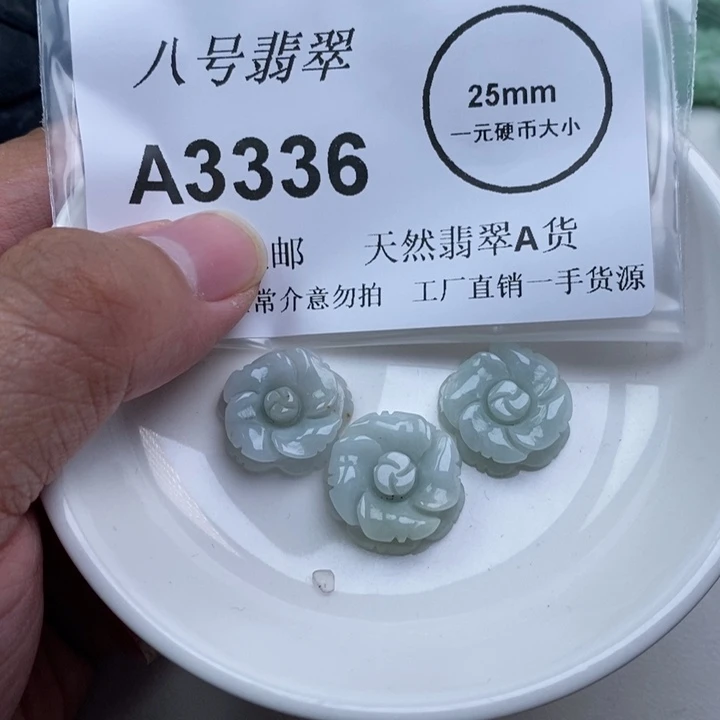 八号翡翠
25mm
一元硬币大小
A3336
邮 天然翡翠A货
常介意勿拍 工厂直销一手货源